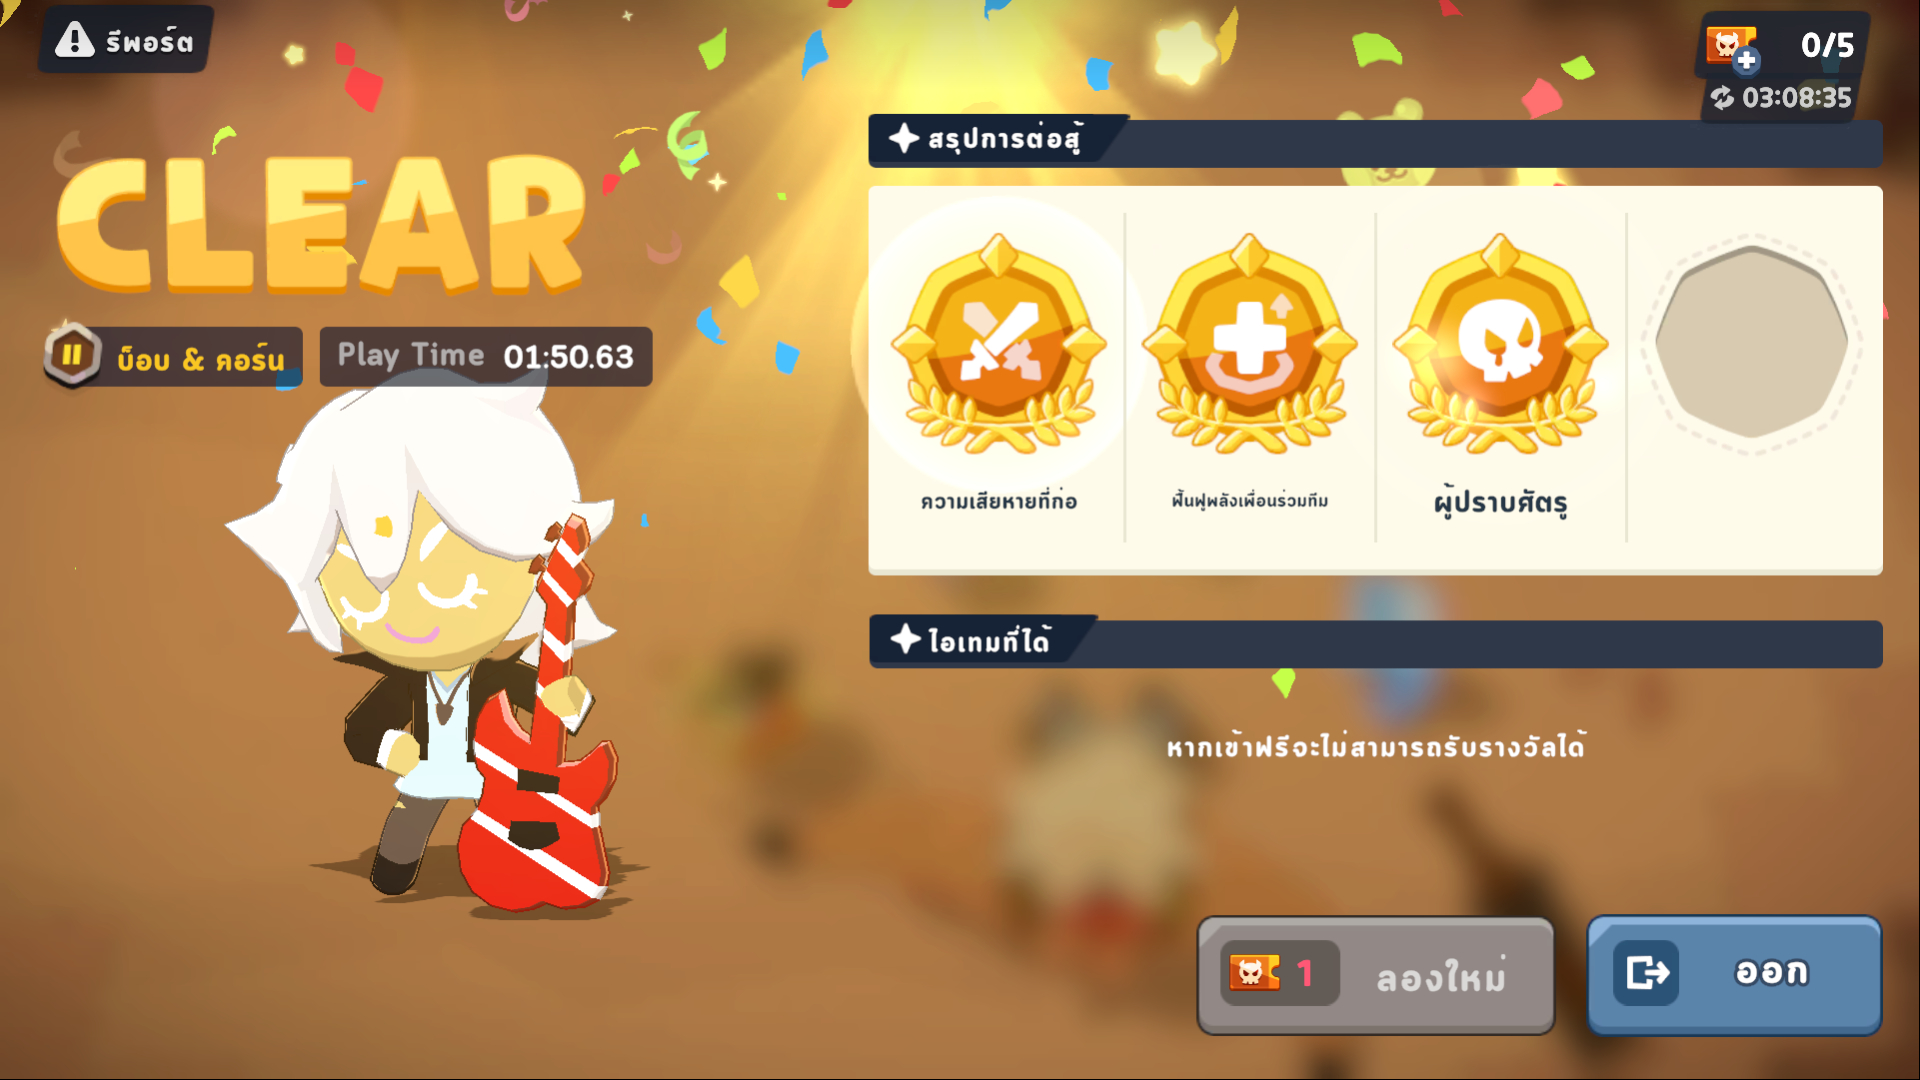 รีพอร์ต
0/5
03:08:35
CLEAR
บ็อบ & คอร์น
Play Time 01:50.63
สรุปการต่อสู้
ความเสียหายที่ก่อ
ฟื้นฟูพลังเพื่อนร่วมทีม
ผู้ปราบศัตรู
ไอเทมที่ได้
หากเข้าฟรีจะไม่สามารถรับรางวัลได้
1 ลองใหม่
ออก